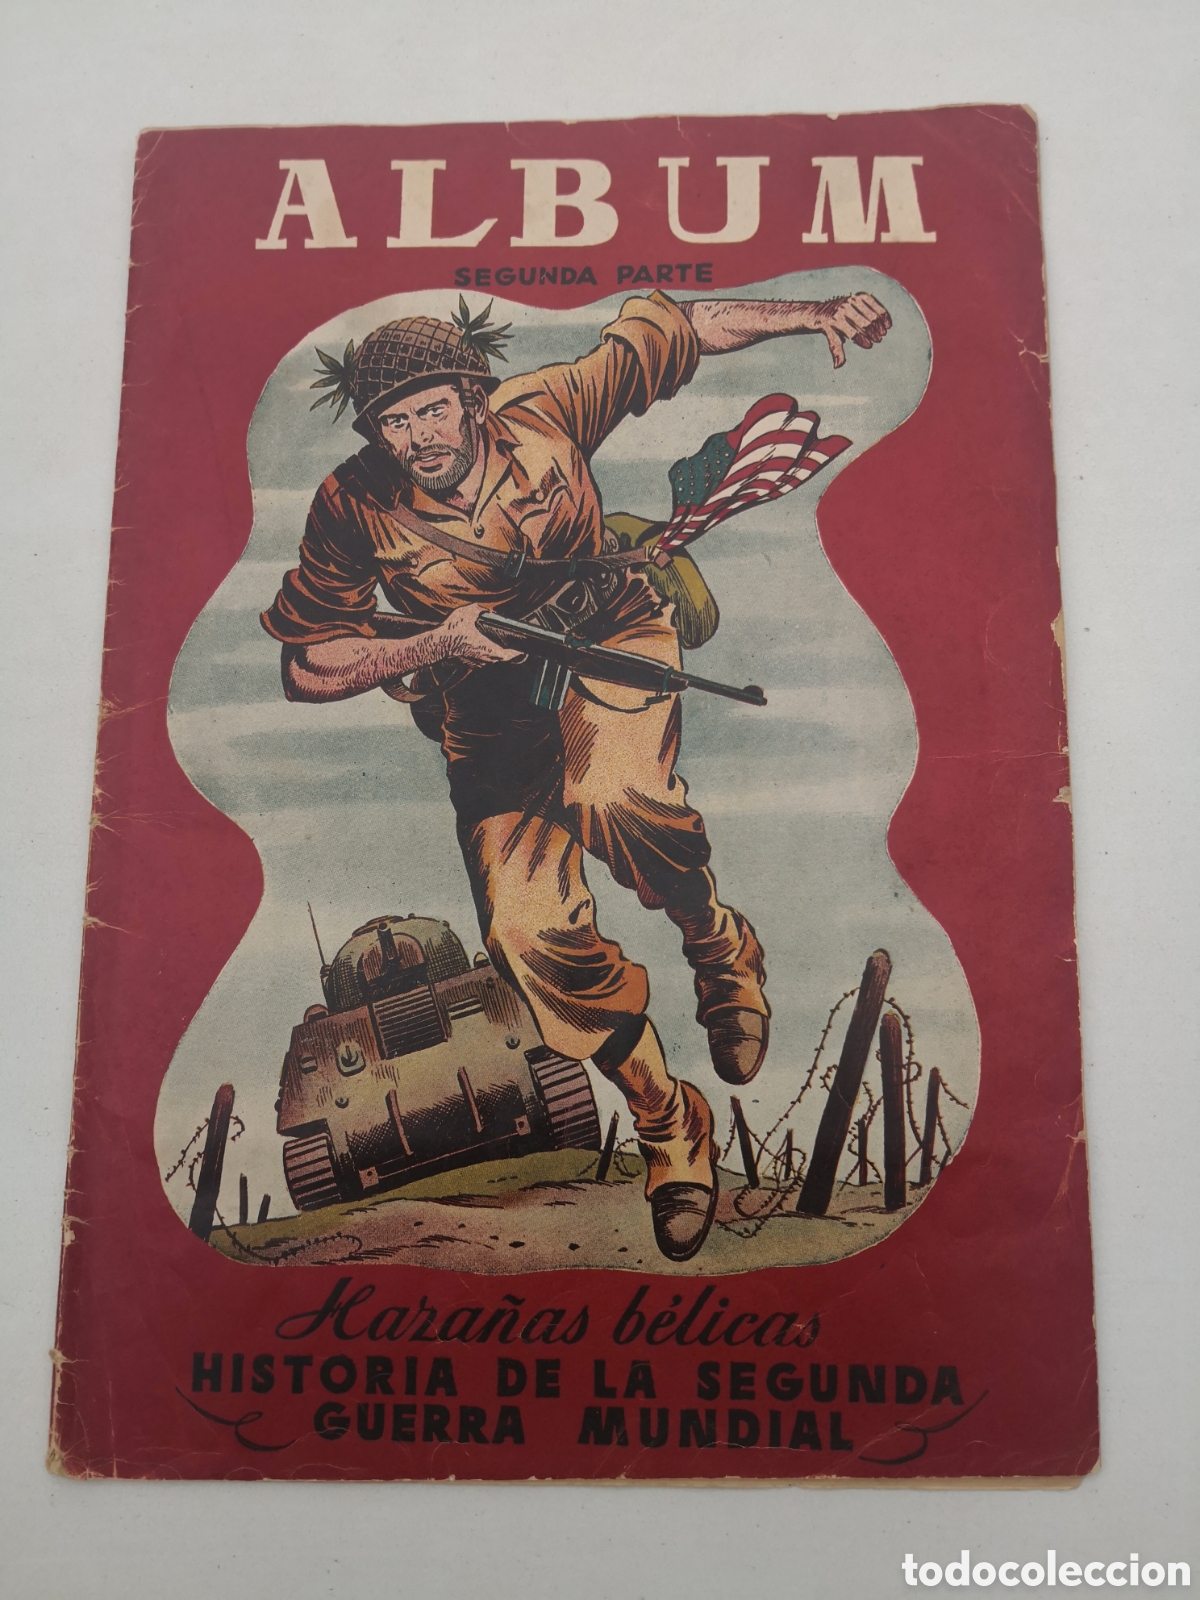 ALBUM
SEGUNDA PARTE
Hazañas bélicas
HISTORIA DE LA SEGUNDA
GUERRA MUNDIAL
todocoleccion